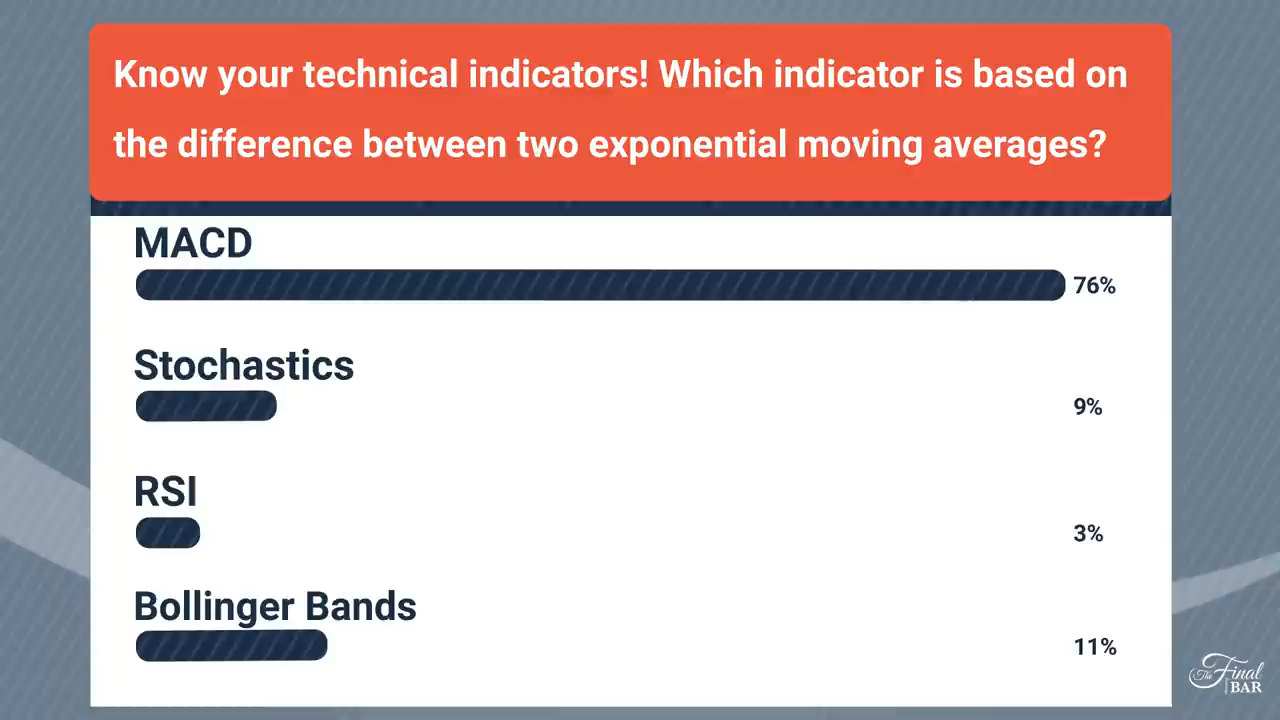 Know your technical indicators! Which indicator is based on
the difference between two exponential moving averages?
MACD
76%
Stochastics
9%
RSI
3%
Bollinger Bands
11%
The Final
BAR